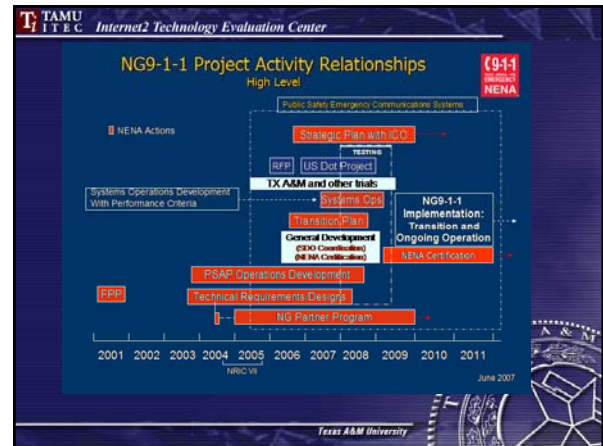 TAMU
ITEC Internet2 Technology Evaluation Center
NG9-1-1 Project Activity Relationships
High Level
9-1-1
EMERGENCY
NENA
Public Safety Emergency Communications Systems
NENA Actions
Strategic Plan with ICO
TESTING
RFP
US Dot Project
TX A&M and other trials
Systems Operations Development
With Performance Criteria
Systems Ops
NG9-1-1
Implementation:
Transition and
Ongoing Operation
Transition Plan
General Development
(SDO Coordination)
(NENA Certification)
NENA Certification
PSAP Operations Development
FPP
Technical Requirements Designs
NG Partner Program
2001 2002 2003 2004 2005 2006 2007 2008 2009 2010 2011
NRIC VII
June 2007
Texas A&M University